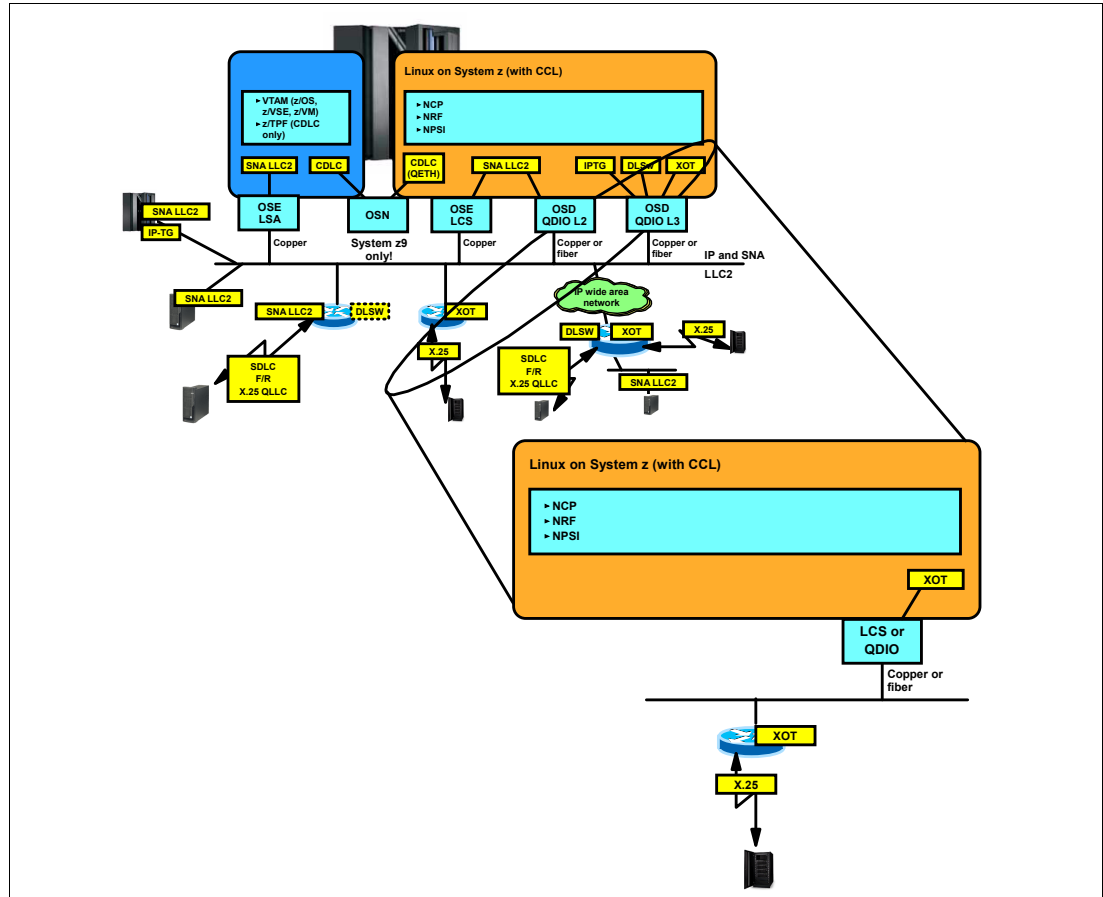 Linux on System z (with CCL)
► VTAM (z/OS,
z/VSE, z/VM)
► z/TPF (CDLC
only)
► NCP
► NRF
► NPSI
SNA LLC2
CDLC
CDLC
(QETH)
SNA LLC2
IPTG
DLSw
XOT
OSE
LSA
OSN
OSE
LCS
OSD
QDIO L2
OSD
QDIO L3
SNA LLC2
IP-TG
Copper
System z9
only!
Copper
Copper or
fiber
Copper or
fiber
IP and SNA
LLC2
SNA LLC2
IP wide area
network
SNA LLC2
DLSW
XOT
DLSW
XOT
X.25
X.25
SDLC
F/R
X.25 QLLC
SDLC
F/R
X.25 QLLC
SNA LLC2
Linux on System z (with CCL)
► NCP
► NRF
► NPSI
XOT
LCS or
QDIO
Copper or
fiber
XOT
X.25